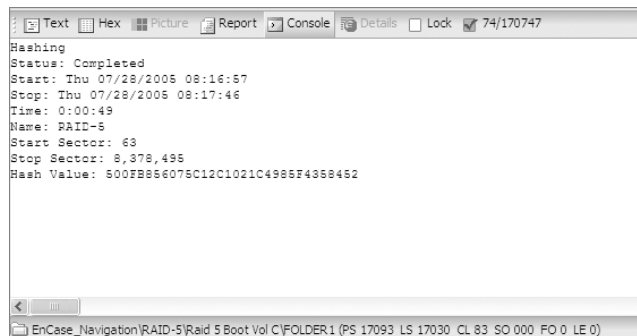 Text Hex Picture Report Console Details Lock 74/170747
Hashing
Status: Completed
Start: Thu 07/28/2005 08:16:57
Stop: Thu 07/28/2005 08:17:46
Time: 0:00:49
Name: RAID-5
Start Sector: 63
Stop Sector: 8,378,495
Hash Value: 500FB856075C12C1021C4985F4358452
EnCase_Navigation\RAID-5\Raid 5 Boot Vol C\FOLDER1 (PS 17093 LS 17030 CL 83 SO 000 FO 0 LE 0)